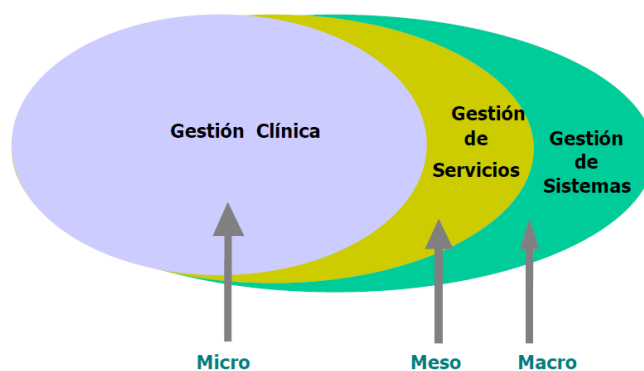 Gestión Clínica
Gestión
de
Servicios
Gestión
de
Sistemas
Micro
Meso
Macro